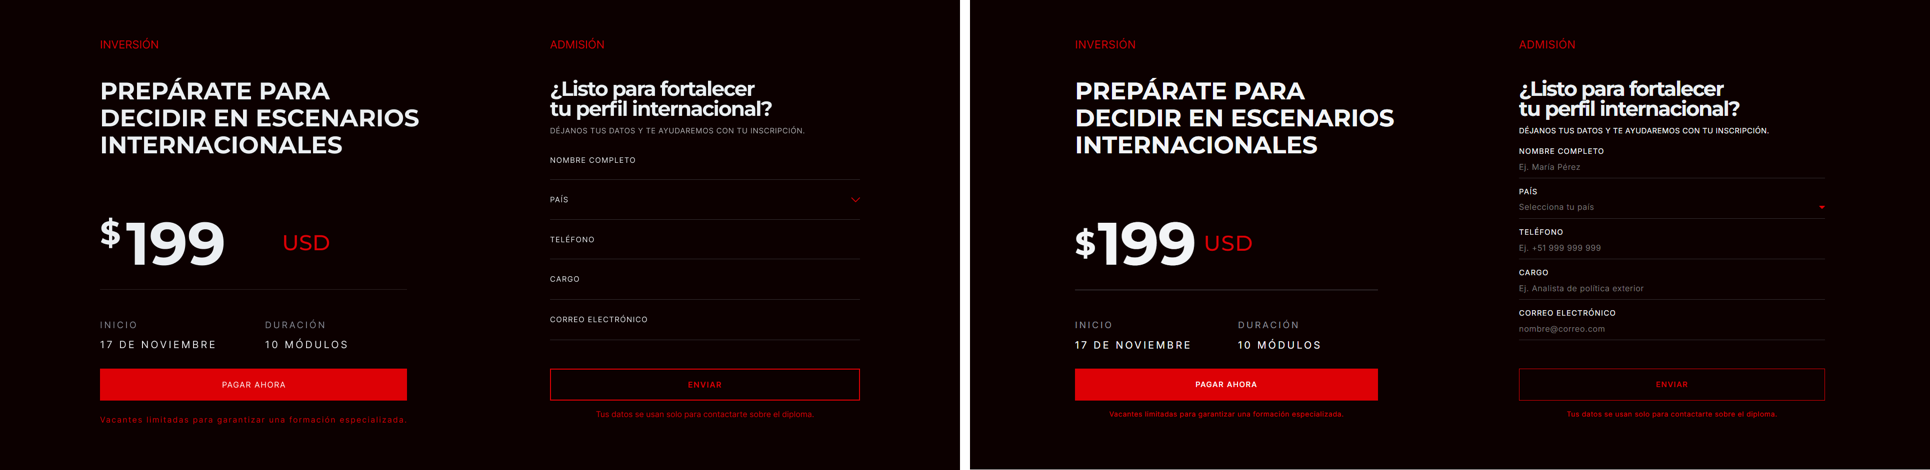 INVERSIÓN
PREPÁRATE PARA
DECIDIR EN ESCENARIOS
INTERNACIONALES
$199 USD
INICIO
17 DE NOVIEMBRE
DURACIÓN
10 MÓDULOS
PAGAR AHORA
Vacantes limitadas para garantizar una formación especializada.
ADMISIÓN
¿Listo para fortalecer
tu perfil internacional?
DÉJANOS TUS DATOS Y TE AYUDAREMOS CON TU INSCRIPCIÓN.
NOMBRE COMPLETO
PAÍS
TELÉFONO
CARGO
CORREO ELECTRÓNICO
ENVIAR
Tus datos se usan solo para contactarte sobre el diploma.
INVERSIÓN
PREPÁRATE PARA
DECIDIR EN ESCENARIOS
INTERNACIONALES
$199 USD
INICIO
17 DE NOVIEMBRE
DURACIÓN
10 MÓDULOS
PAGAR AHORA
Vacantes limitadas para garantizar una formación especializada.
ADMISIÓN
¿Listo para fortalecer
tu perfil internacional?
DÉJANOS TUS DATOS Y TE AYUDAREMOS CON TU INSCRIPCIÓN.
NOMBRE COMPLETO
Ej. María Pérez
PAÍS
Selecciona tu país
TELÉFONO
Ej. +51 999 999 999
CARGO
Ej. Analista de política exterior
CORREO ELECTRÓNICO
nombre@correo.com
ENVIAR
Tus datos se usan solo para contactarte sobre el diploma.